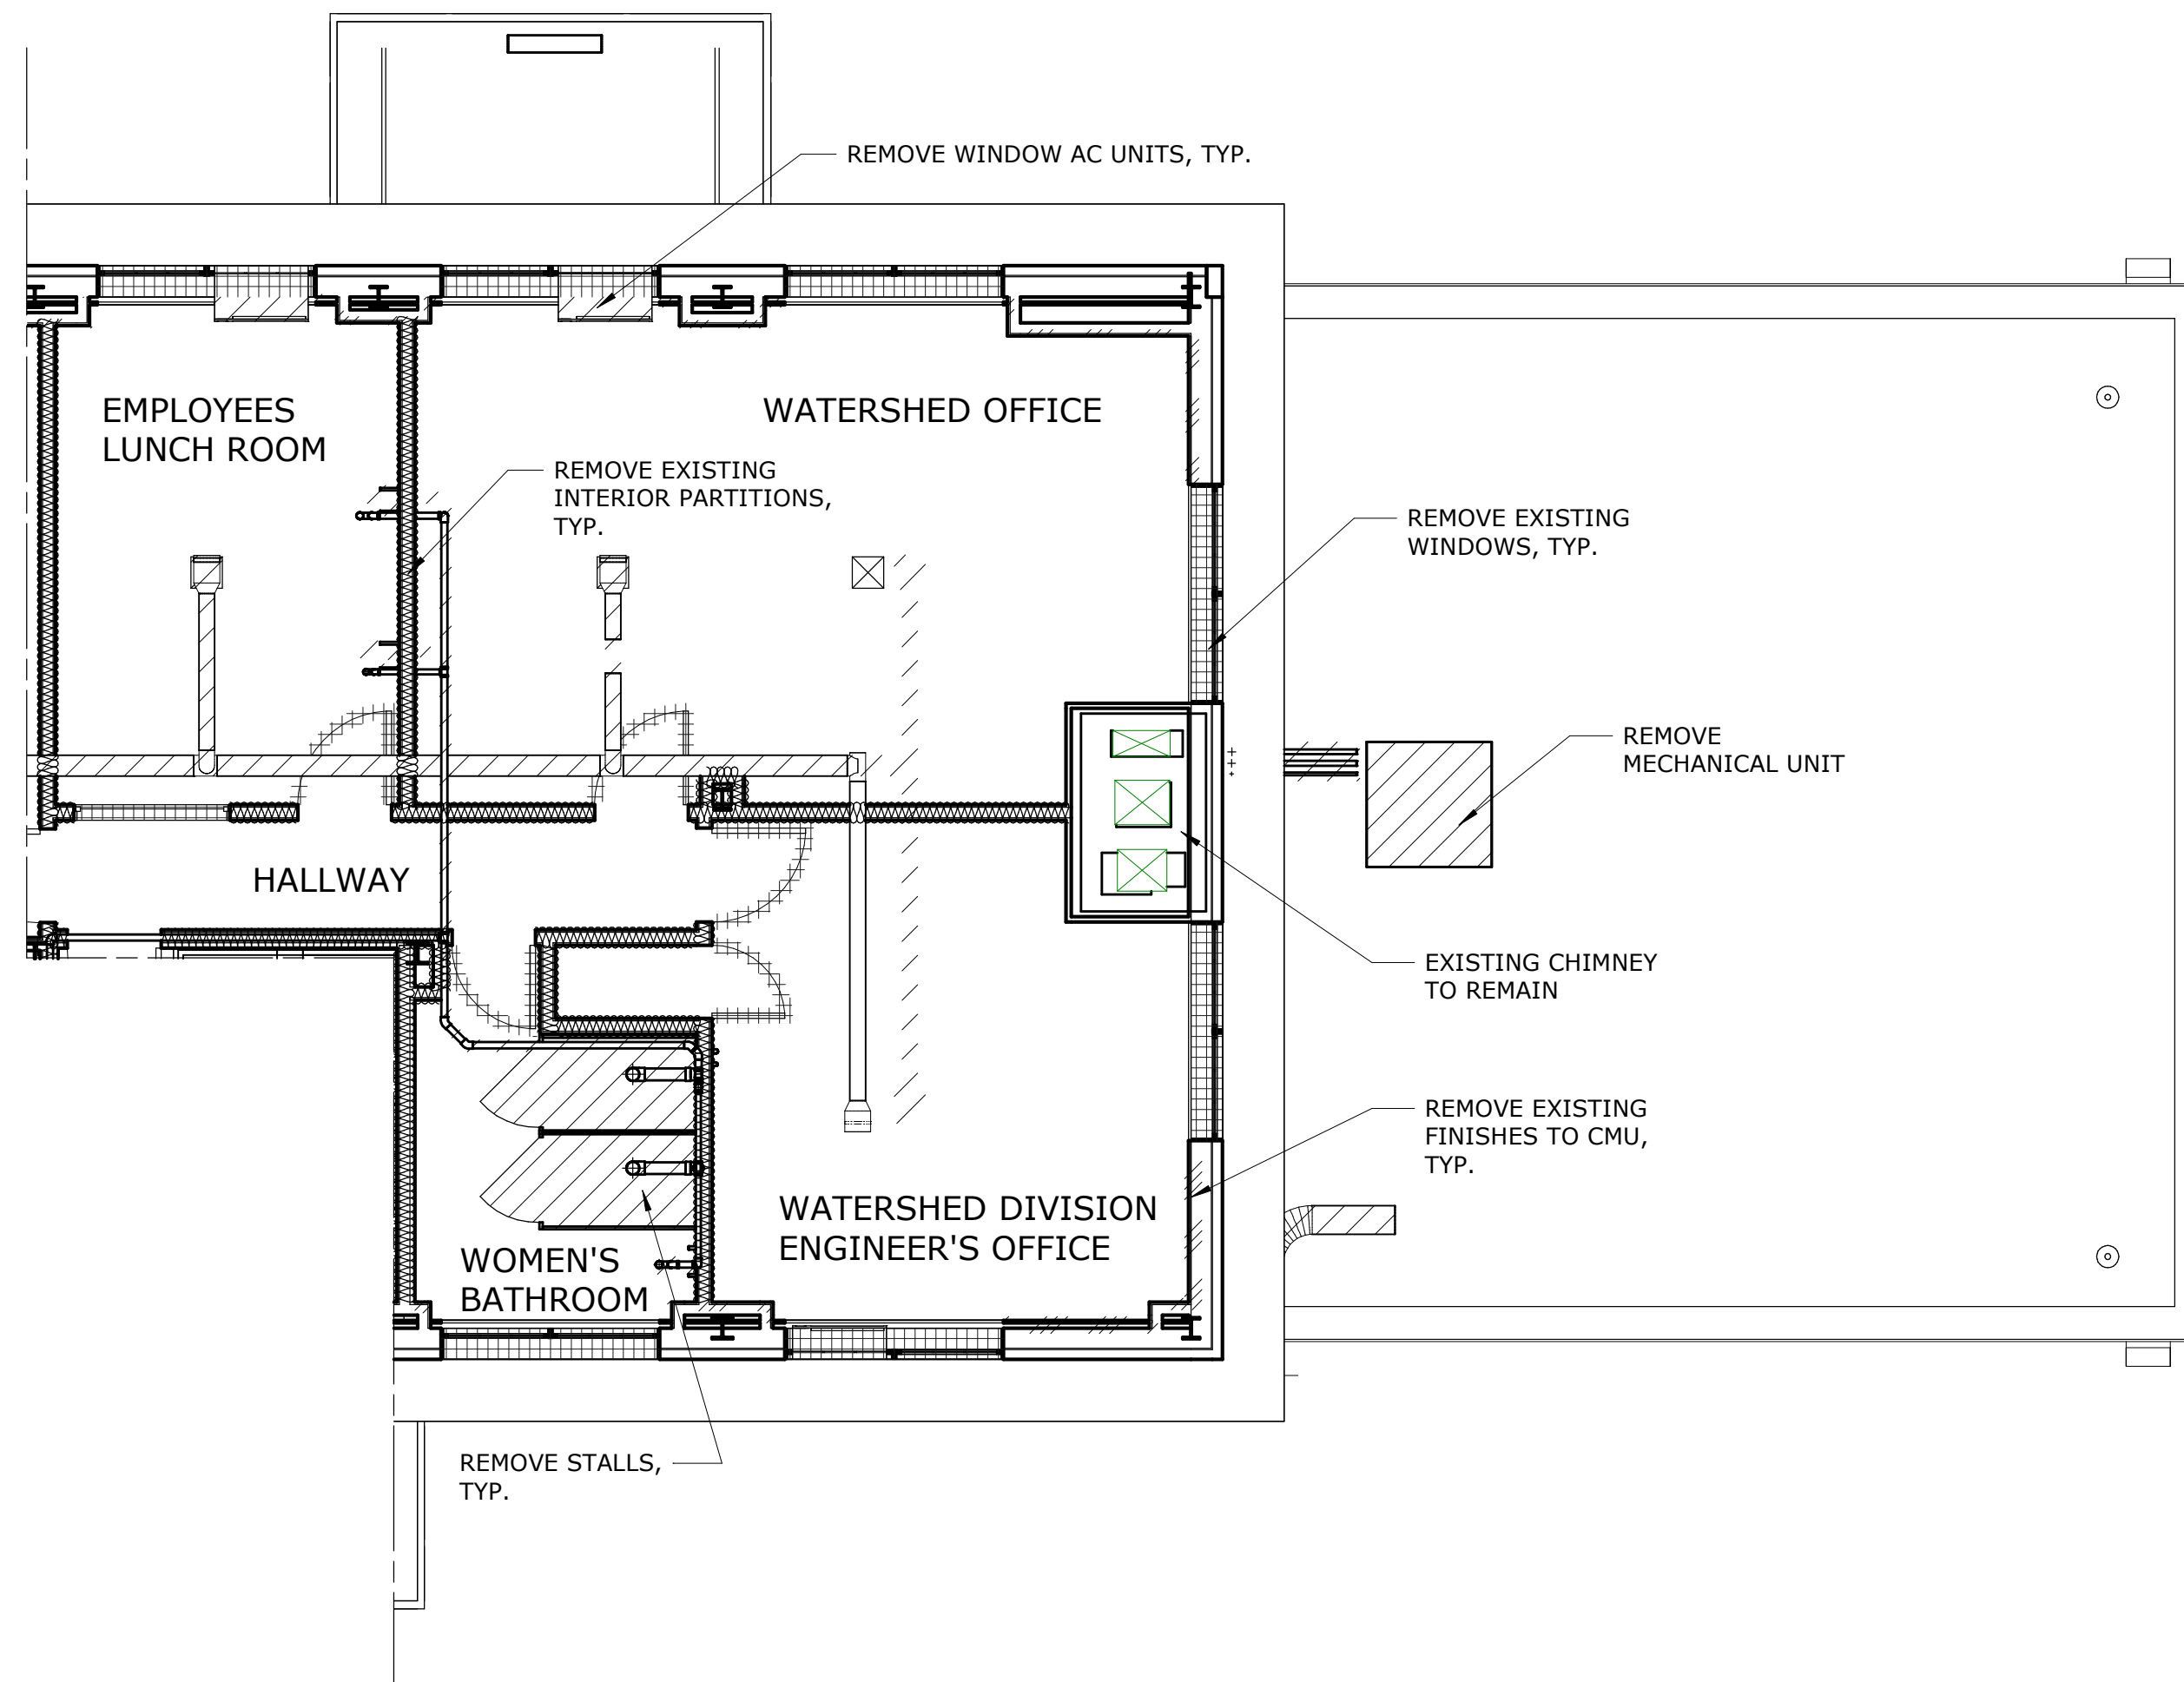 REMOVE WINDOW AC UNITS, TYP.
EMPLOYEES
LUNCH ROOM
WATERSHED OFFICE
REMOVE EXISTING
INTERIOR PARTITIONS,
TYP.
REMOVE EXISTING
WINDOWS, TYP.
REMOVE
MECHANICAL UNIT
HALLWAY
EXISTING CHIMNEY
TO REMAIN
REMOVE EXISTING
FINISHES TO CMU,
TYP.
WATERSHED DIVISION
ENGINEER'S OFFICE
WOMEN'S
BATHROOM
REMOVE STALLS,
TYP.